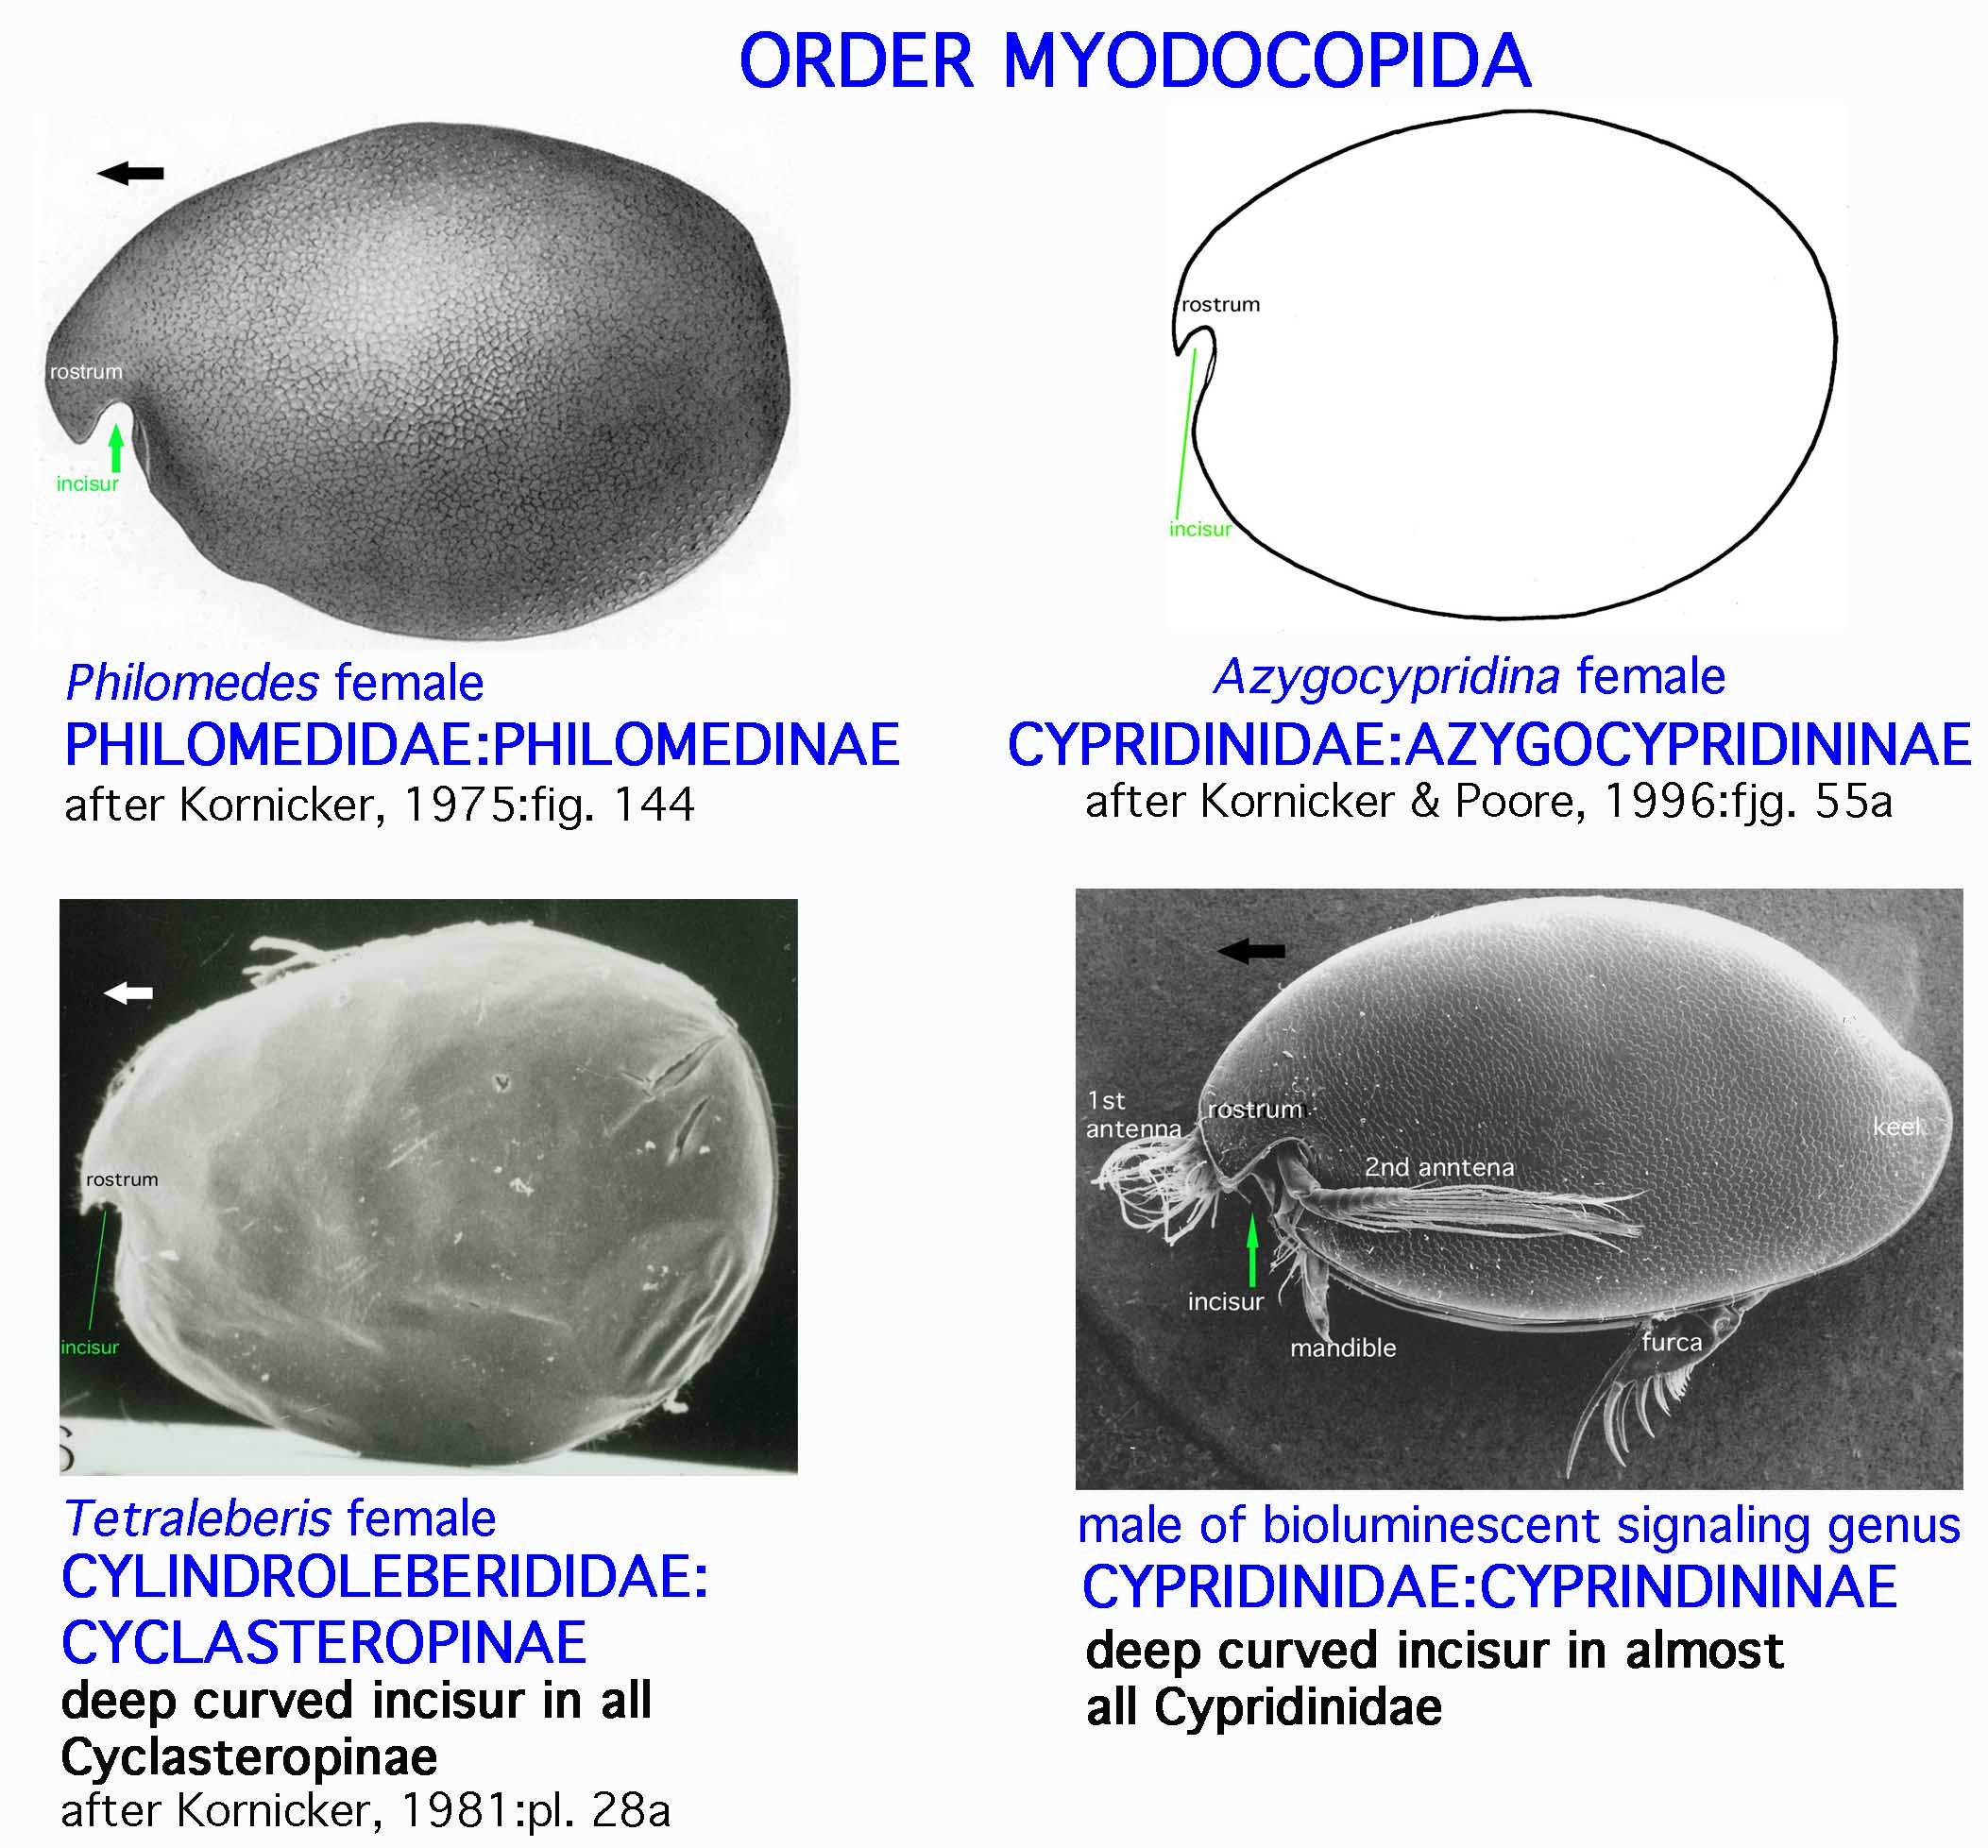 ORDER MYODOCOPIDA
rostrum
incisur
Philomedes female
PHILOMEDIDAE:PHILOMEDINAE
after Kornicker, 1975:fig. 144
rostrum
incisur
Azygocypridina female
CYPRIDINIDAE:AZYGOCYPRIDININAE
after Kornicker & Poore, 1996:fjg. 55a
rostrum
incisur
Tetraleberis female
CYLINDROLEBERIDIDAE:
CYCLASTEROPINAE
deep curved incisur in all
Cyclasteropinae
after Kornicker, 1981:pl. 28a
1st
antenna
rostrum
keel
2nd anntena
incisur
mandible
furca
male of bioluminescent signaling genus
CYPRIDINIDAE:CYPRINDININAE
deep curved incisur in almost
all Cypridinidae